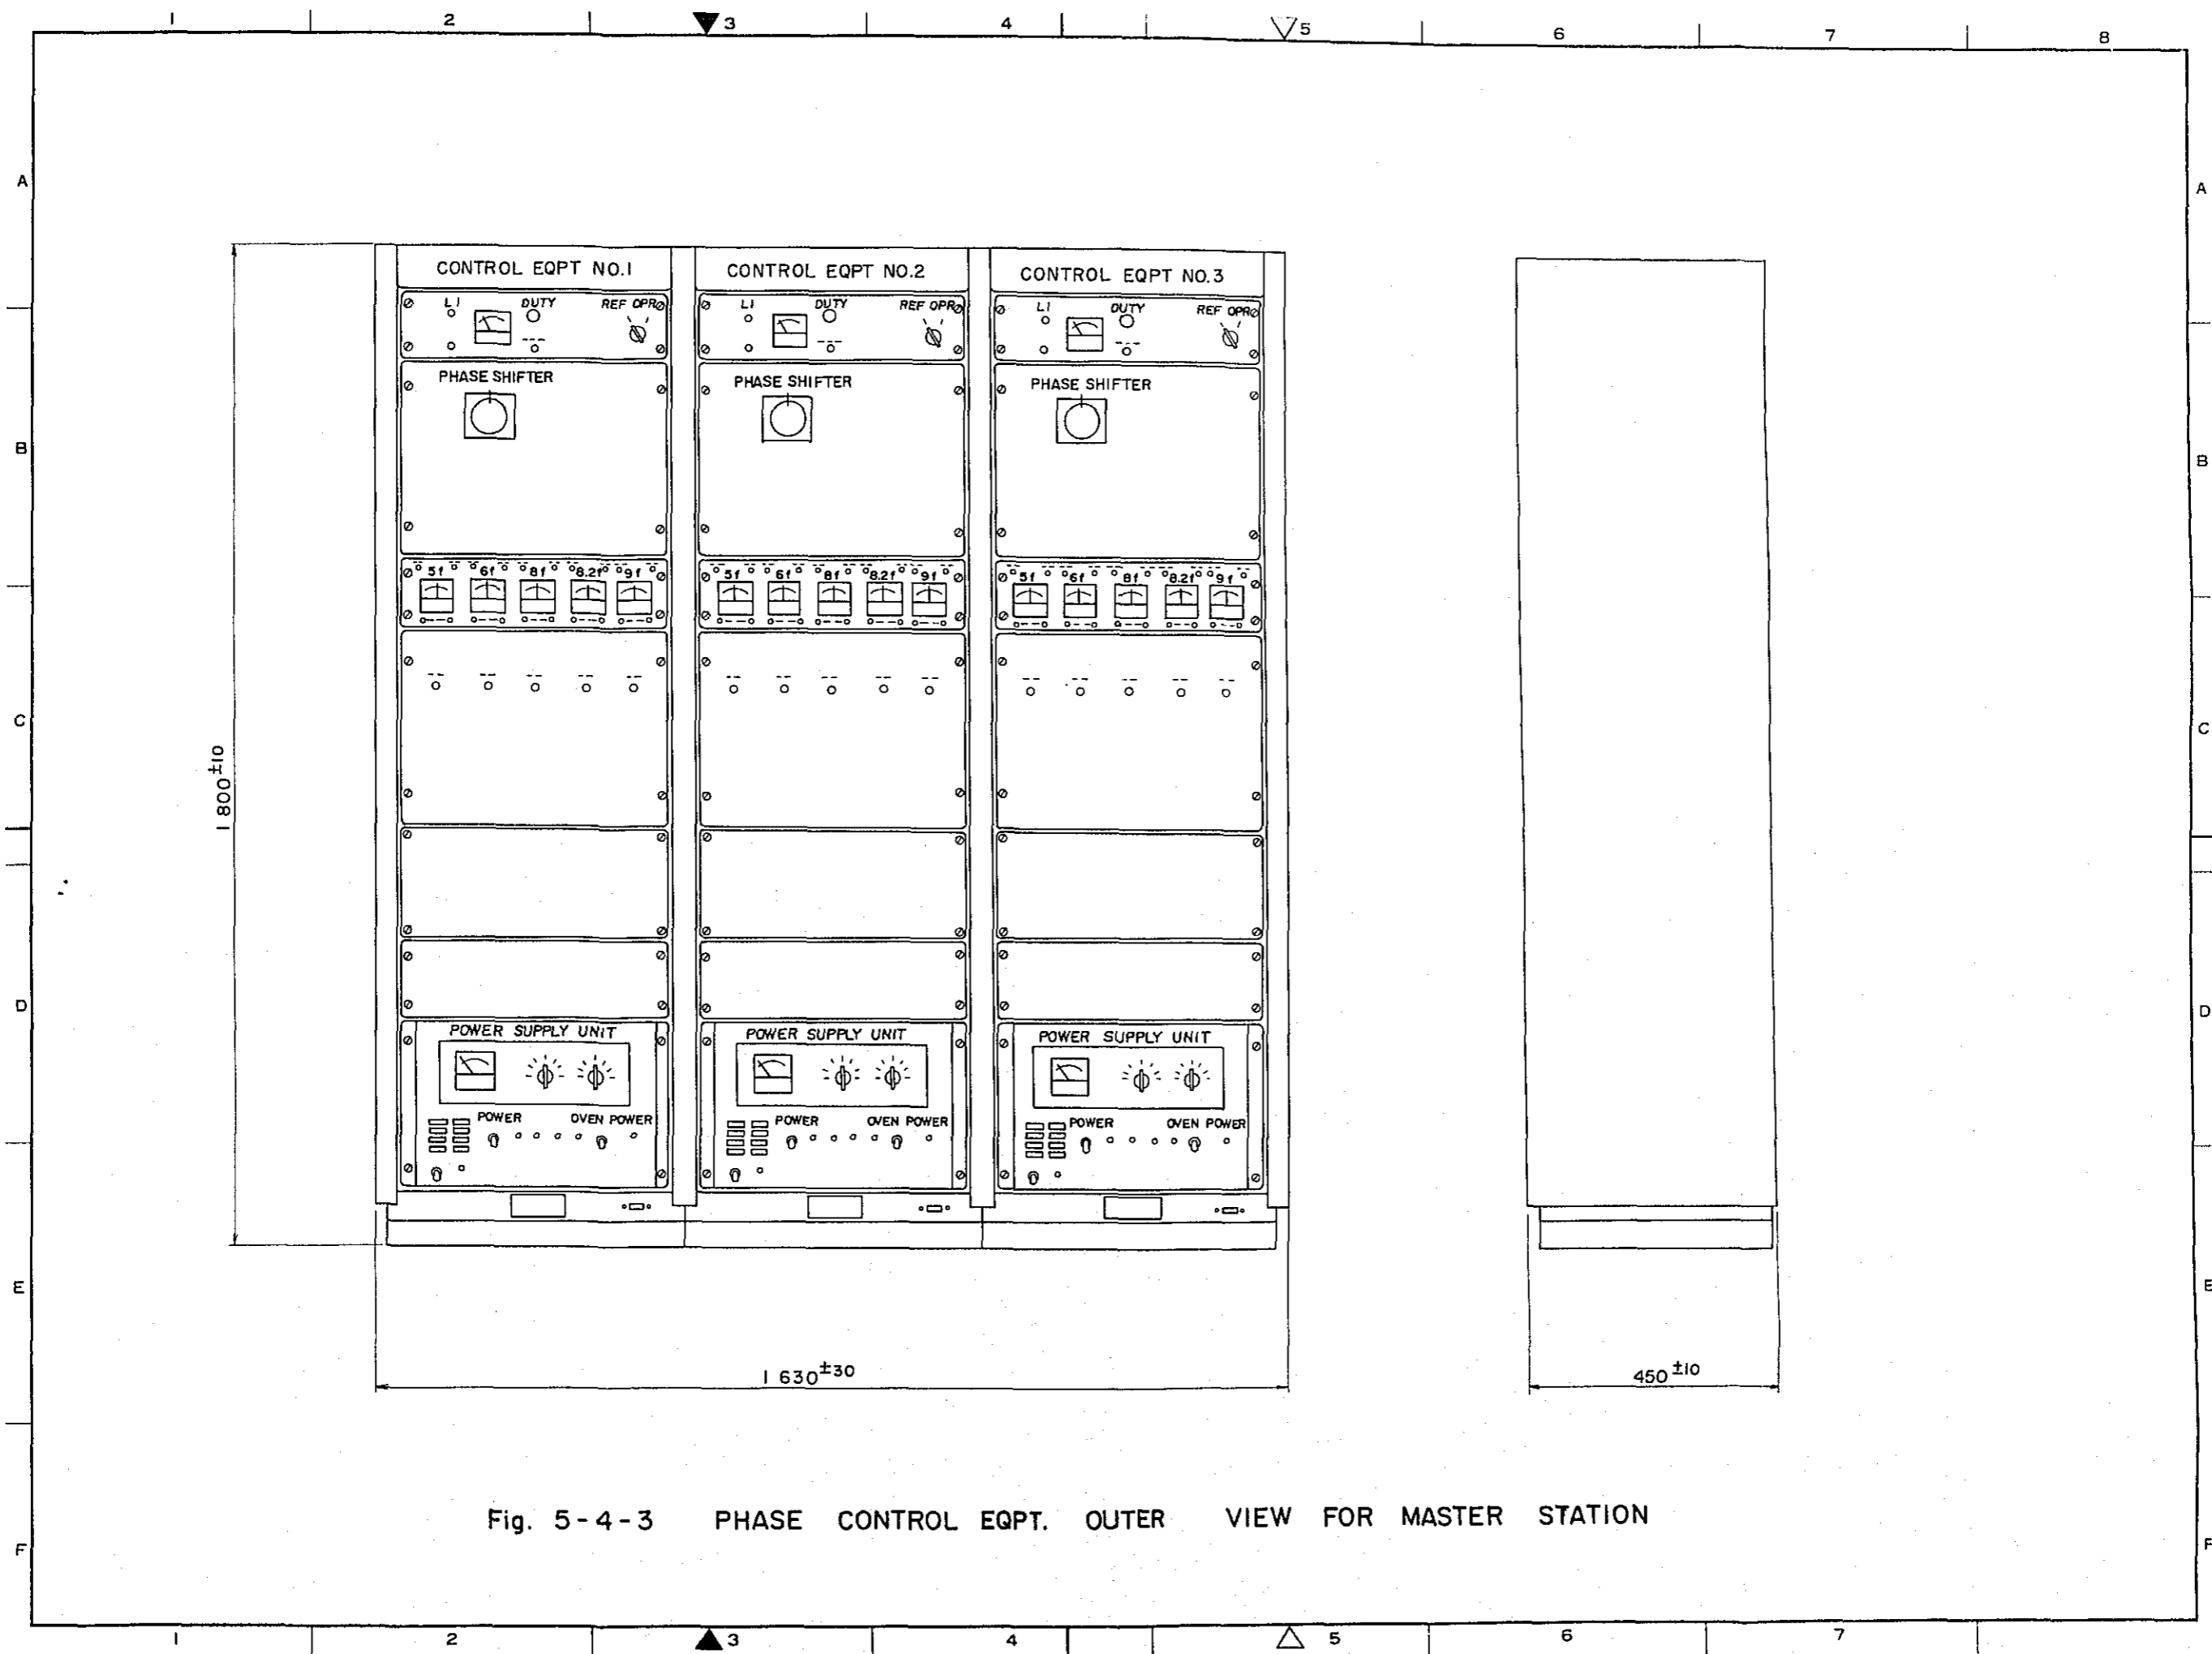 1 2 3 4 5 6 7 8
A A
CONTROL EQPT NO.1 CONTROL EQPT NO.2 CONTROL EQPT NO.3
L1 DUTY REF OPR L1 DUTY REF OPR L1 DUTY REF OPR
PHASE SHIFTER PHASE SHIFTER PHASE SHIFTER
B B
5f 6f 8f 8.2f 9f 5f 6f 8f 8.2f 9f 5f 6f 8f 8.2f 9f
C C
1 800±10
D D
POWER SUPPLY UNIT POWER SUPPLY UNIT POWER SUPPLY UNIT
POWER OVEN POWER POWER OVEN POWER POWER OVEN POWER
E E
1 630±30 450±10
Fig. 5-4-3 PHASE CONTROL EQPT. OUTER VIEW FOR MASTER STATION
F F
1 2 3 4 5 6 7